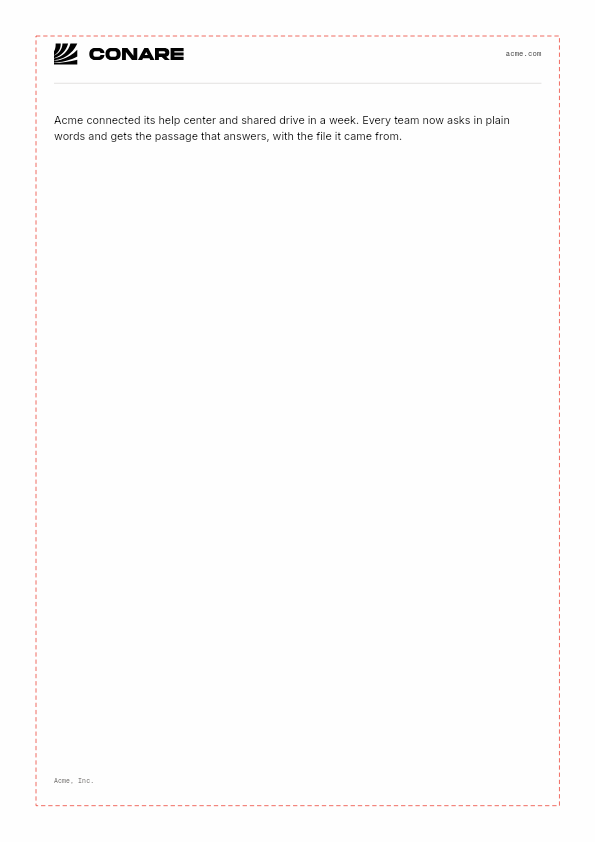 CONARE
acme.com
Acme connected its help center and shared drive in a week. Every team now asks in plain
words and gets the passage that answers, with the file it came from.
Acme, Inc.